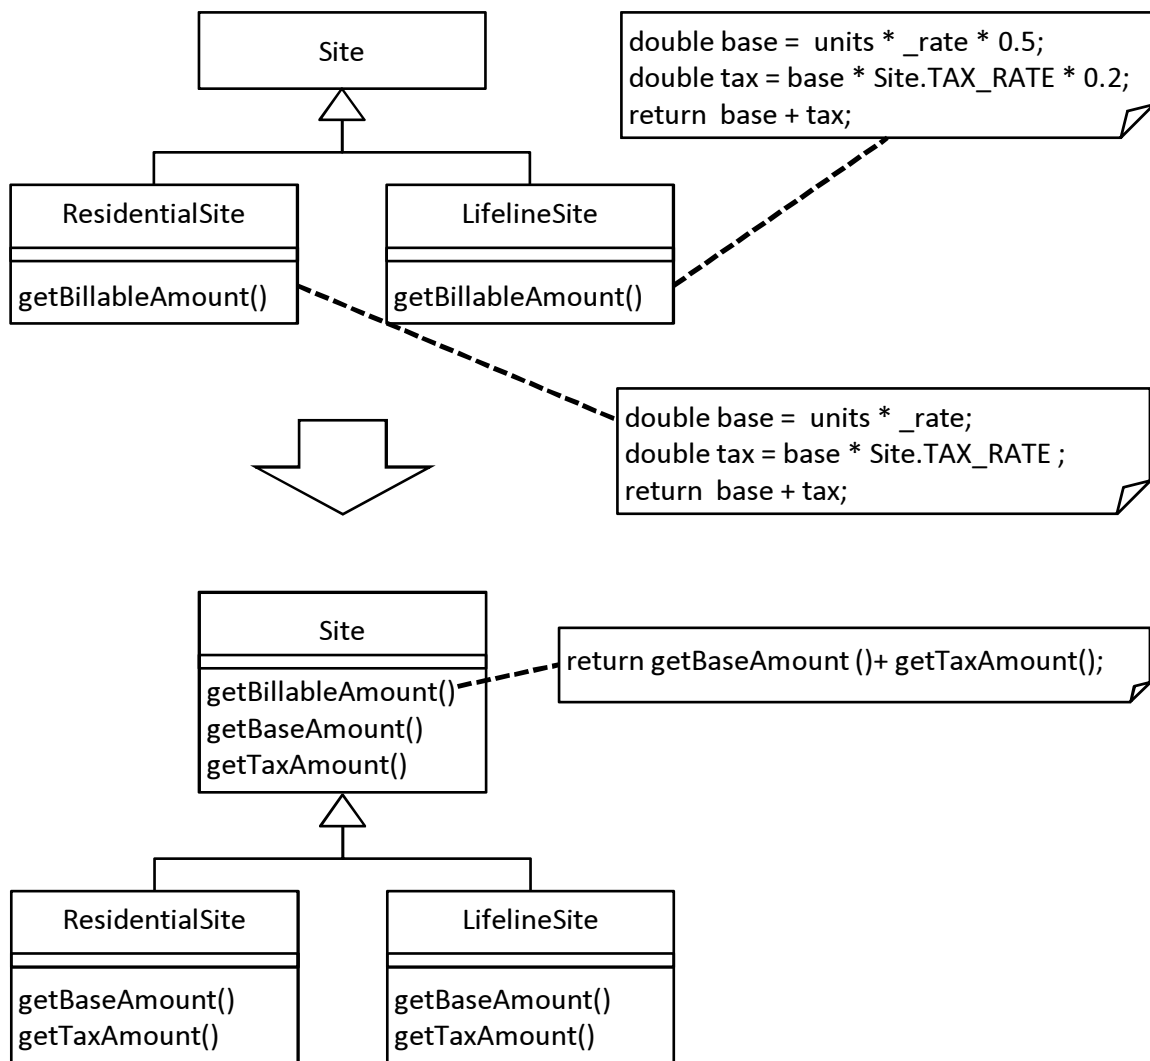 Site
double base =  units * _rate * 0.5;
double tax = base * Site.TAX_RATE * 0.2;
return  base + tax;
ResidentialSite
getBillableAmount()
LifelineSite
getBillableAmount()
double base =  units * _rate;
double tax = base * Site.TAX_RATE ;
return  base + tax;
Site
getBillableAmount()
getBaseAmount()
getTaxAmount()
return getBaseAmount ()+ getTaxAmount();
ResidentialSite
getBaseAmount()
getTaxAmount()
LifelineSite
getBaseAmount()
getTaxAmount()